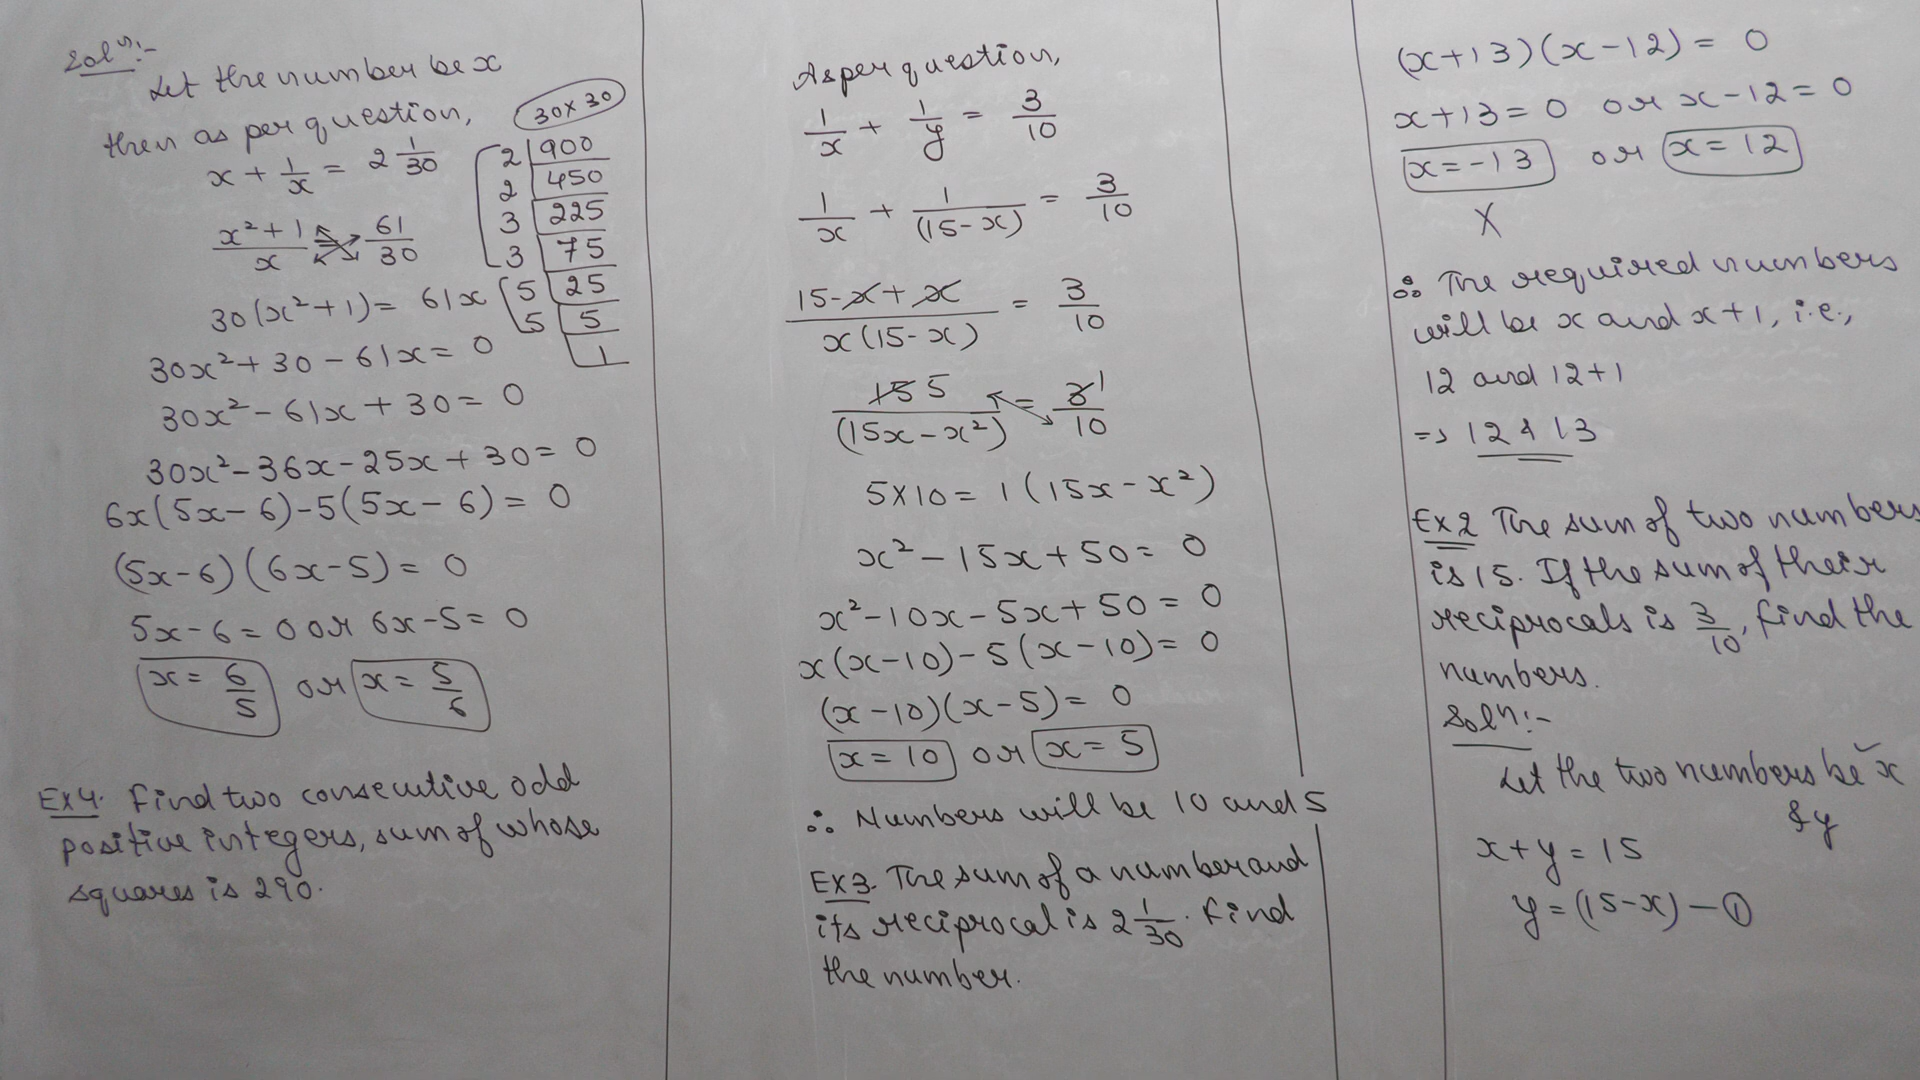 Solⁿ:-
Let the number be x
then as per question,
x + 1/x = 2 1/30
(x² + 1)/x = 61/30
30(x² + 1) = 61x
30x² + 30 - 61x = 0
30x² - 61x + 30 = 0
30x² - 36x - 25x + 30 = 0
6x(5x - 6) - 5(5x - 6) = 0
(5x - 6)(6x - 5) = 0
5x - 6 = 0 or 6x - 5 = 0
x = 6/5 or x = 5/6
30 x 30
2 | 900
2 | 450
3 | 225
3 | 75
5 | 25
5 | 5
1
Ex4. Find two consecutive odd
positive integers, sum of whose
squares is 290.
As per question,
1/x + 1/y = 3/10
1/x + 1/(15 - x) = 3/10
(15 - x + x)/(x(15 - x)) = 3/10
15 5/(15x - x²) = 3 1/10
5 x 10 = 1(15x - x²)
x² - 15x + 50 = 0
x² - 10x - 5x + 50 = 0
x(x - 10) - 5(x - 10) = 0
(x - 10)(x - 5) = 0
x = 10 or x = 5
∴ Numbers will be 10 and 5
Ex3. The sum of a number and
its reciprocal is 2 1/30. Find
the number.
(x + 13)(x - 12) = 0
x + 13 = 0 or x - 12 = 0
x = -13 or x = 12
X
∴ The required numbers
will be x and x + 1, i.e.,
12 and 12 + 1
=> 12 & 13
Ex2 The sum of two numbers
is 15. If the sum of their
reciprocals is 3/10, find the
numbers.
Solⁿ:-
Let the two numbers be x
& y
x + y = 15
y = (15 - x) - ①